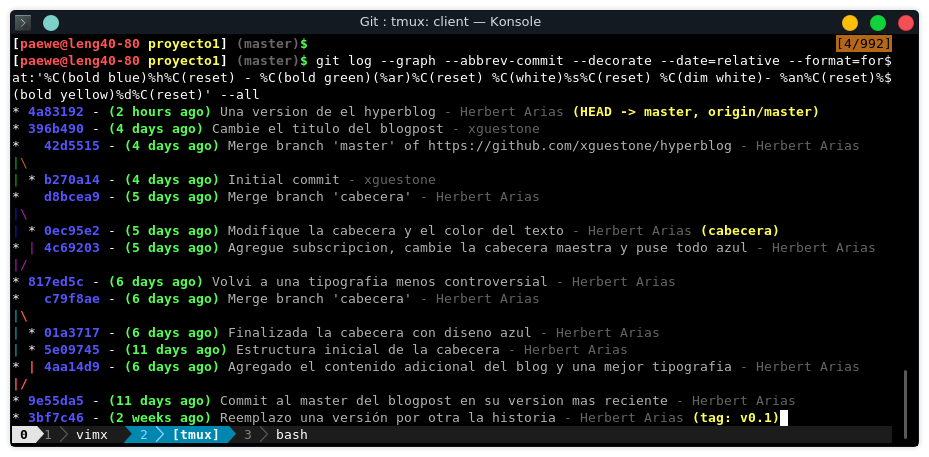 Git : tmux: client — Konsole
[paewe@leng40-80 proyecto1] (master)$ [4/992]
[paewe@leng40-80 proyecto1] (master)$ git log --graph --abbrev-commit --decorate --date=relative --format=for$
at:'%C(bold blue)%h%C(reset) - %C(bold green)(%ar)%C(reset) %C(white)%s%C(reset) %C(dim white)- %an%C(reset)%$
(bold yellow)%d%C(reset)' --all
* 4a83192 - (2 hours ago) Una version de el hyperblog - Herbert Arias (HEAD -> master, origin/master)
* 396b490 - (4 days ago) Cambie el titulo del blogpost - xguestone
*   42d5515 - (4 days ago) Merge branch 'master' of https://github.com/xguestone/hyperblog - Herbert Arias
|\
| * b270a14 - (4 days ago) Initial commit - xguestone
*   d8bcea9 - (5 days ago) Merge branch 'cabecera' - Herbert Arias
|\
| * 0ec95e2 - (5 days ago) Modifique la cabecera y el color del texto - Herbert Arias (cabecera)
* | 4c69203 - (5 days ago) Agregue subscripcion, cambie la cabecera maestra y puse todo azul - Herbert Arias
|/
* 817ed5c - (6 days ago) Volvi a una tipografia menos controversial - Herbert Arias
*   c79f8ae - (6 days ago) Merge branch 'cabecera' - Herbert Arias
|\
| * 01a3717 - (6 days ago) Finalizada la cabecera con diseno azul - Herbert Arias
| * 5e09745 - (11 days ago) Estructura inicial de la cabecera - Herbert Arias
* | 4aa14d9 - (6 days ago) Agregado el contenido adicional del blog y una mejor tipografia - Herbert Arias
|/
* 9e55da5 - (11 days ago) Commit al master del blogpost en su version mas reciente - Herbert Arias
* 3bf7c46 - (2 weeks ago) Reemplazo una versión por otra la historia - Herbert Arias (tag: v0.1)
0 1 vimx 2 [tmux] 3 bash